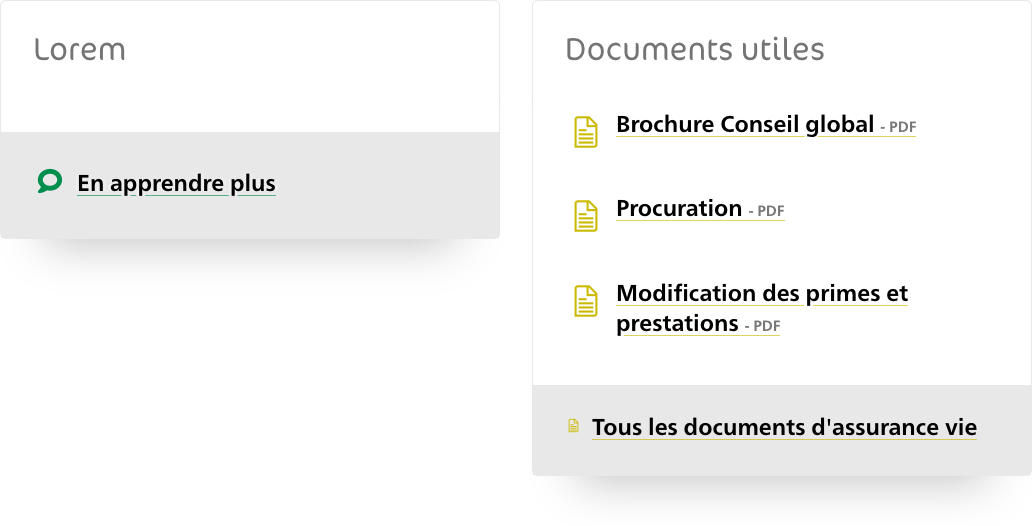 Lorem
En apprendre plus
Documents utiles
Brochure Conseil global - PDF
Procuration - PDF
Modification des primes et
prestations - PDF
Tous les documents d'assurance vie